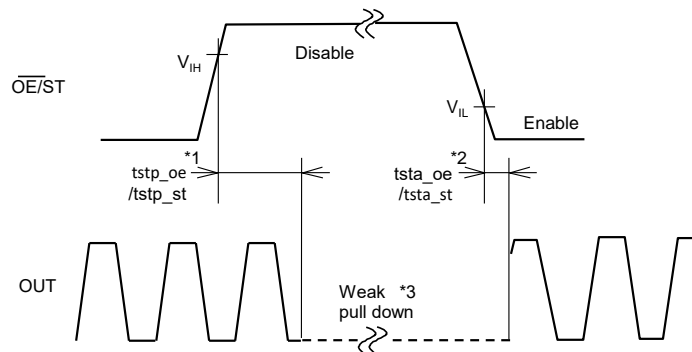 Disable
VIH
OE/ST
VIL
Enable
*1
tstp_oe
/tstp_st
*2
tsta_oe
/tsta_st
OUT
Weak *3
pull down